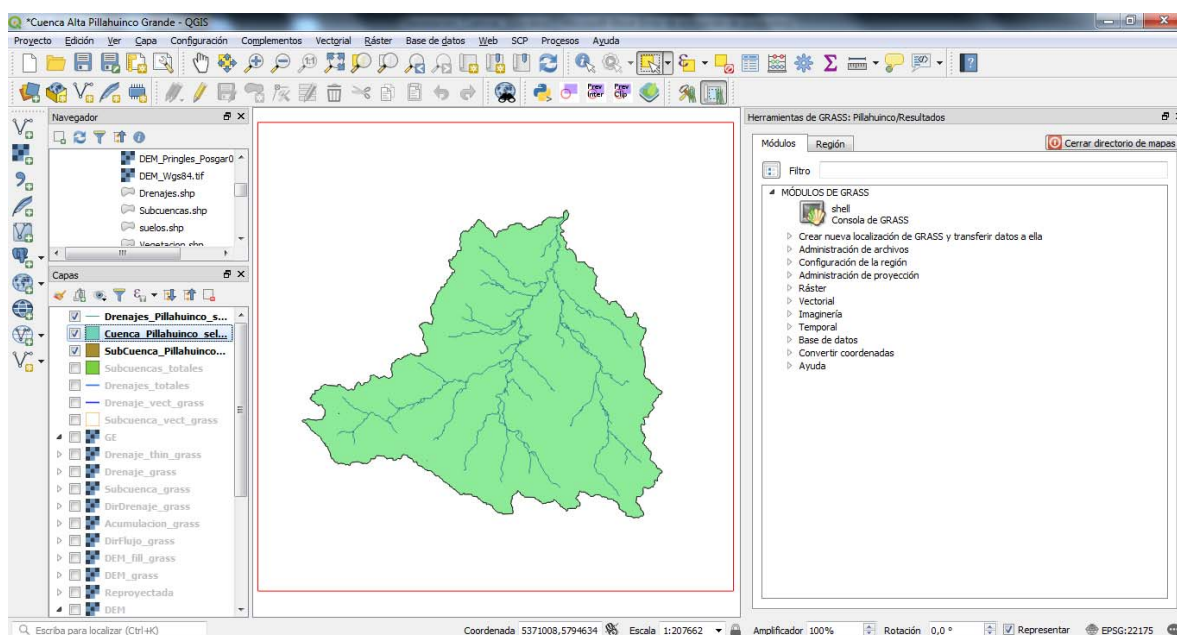 *Cuenca Alta Pillahuinco Grande - QGIS
Proyecto Edición Ver Capa Configuración Complementos Vectorial Ráster Base de datos Web SCP Procesos Ayuda
Prev Inter
Prev Clip
Navegador
DEM_Pringles_Posgar0
DEM_Wgs84.tif
Drenajes.shp
Subcuencas.shp
suelos.shp
Vegetacion.shp
Capas
Drenajes_Pillahuinco_s...
Cuenca_Pillahuinco_sel...
SubCuenca_Pillahuinco...
Subcuencas_totales
Drenajes_totales
Drenaje_vect_grass
Subcuenca_vect_grass
GE
Drenaje_thin_grass
Drenaje_grass
Subcuenca_grass
DirDrenaje_grass
Acumulacion_grass
DirFlujo_grass
DEM_fill_grass
DEM_grass
Reproyectada
DEM
Herramientas de GRASS: Pillahuinco/Resultados
Módulos Región Cerrar directorio de mapas
Filtro
MÓDULOS DE GRASS
shell
Consola de GRASS
Crear nueva localización de GRASS y transferir datos a ella
Administración de archivos
Configuración de la región
Administración de proyección
Ráster
Vectorial
Imaginería
Temporal
Base de datos
Convertir coordenadas
Ayuda
Escriba para localizar (Ctrl+K) Coordenada 5371008,5794634 Escala 1:207662 Amplificador 100% Rotación 0,0 ° Representar EPSG:22175